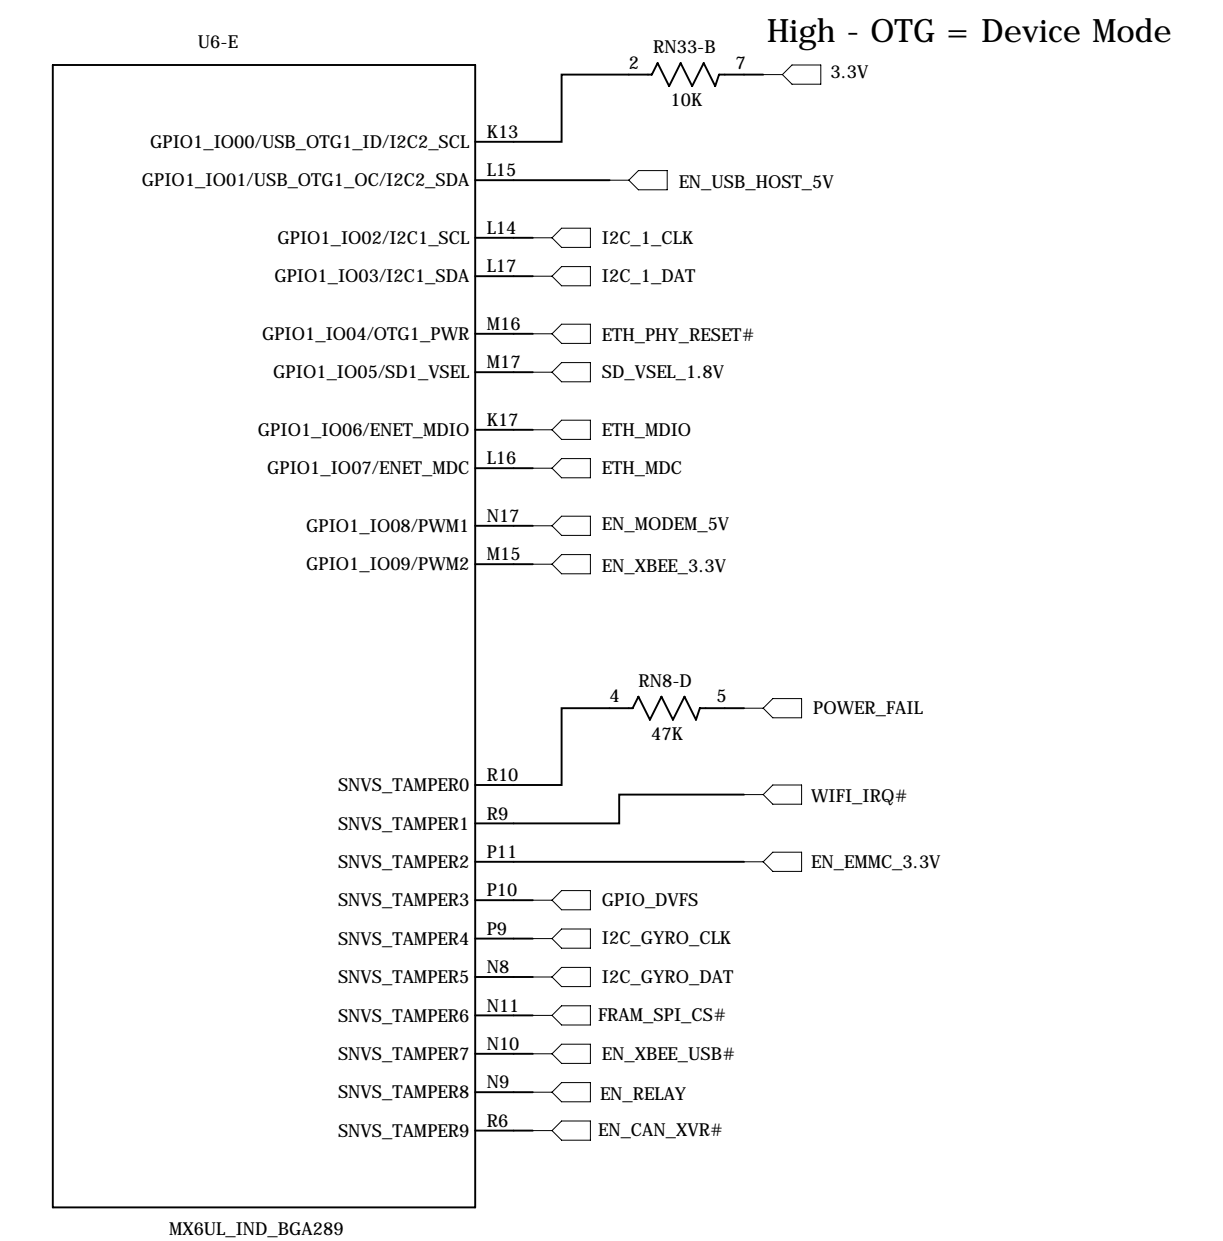 High - OTG = Device Mode
U6-E
RN33-B
2 7 3.3V
10K
GPIO1_IO00/USB_OTG1_ID/I2C2_SCL K13
GPIO1_IO01/USB_OTG1_OC/I2C2_SDA L15 EN_USB_HOST_5V
GPIO1_IO02/I2C1_SCL L14 I2C_1_CLK
GPIO1_IO03/I2C1_SDA L17 I2C_1_DAT
GPIO1_IO04/OTG1_PWR M16 ETH_PHY_RESET#
GPIO1_IO05/SD1_VSEL M17 SD_VSEL_1.8V
GPIO1_IO06/ENET_MDIO K17 ETH_MDIO
GPIO1_IO07/ENET_MDC L16 ETH_MDC
GPIO1_IO08/PWM1 N17 EN_MODEM_5V
GPIO1_IO09/PWM2 M15 EN_XBEE_3.3V
RN8-D
4 5 POWER_FAIL
47K
SNVS_TAMPER0 R10
SNVS_TAMPER1 R9 WIFI_IRQ#
SNVS_TAMPER2 P11 EN_EMMC_3.3V
SNVS_TAMPER3 P10 GPIO_DVFS
SNVS_TAMPER4 P9 I2C_GYRO_CLK
SNVS_TAMPER5 N8 I2C_GYRO_DAT
SNVS_TAMPER6 N11 FRAM_SPI_CS#
SNVS_TAMPER7 N10 EN_XBEE_USB#
SNVS_TAMPER8 N9 EN_RELAY
SNVS_TAMPER9 R6 EN_CAN_XVR#
MX6UL_IND_BGA289